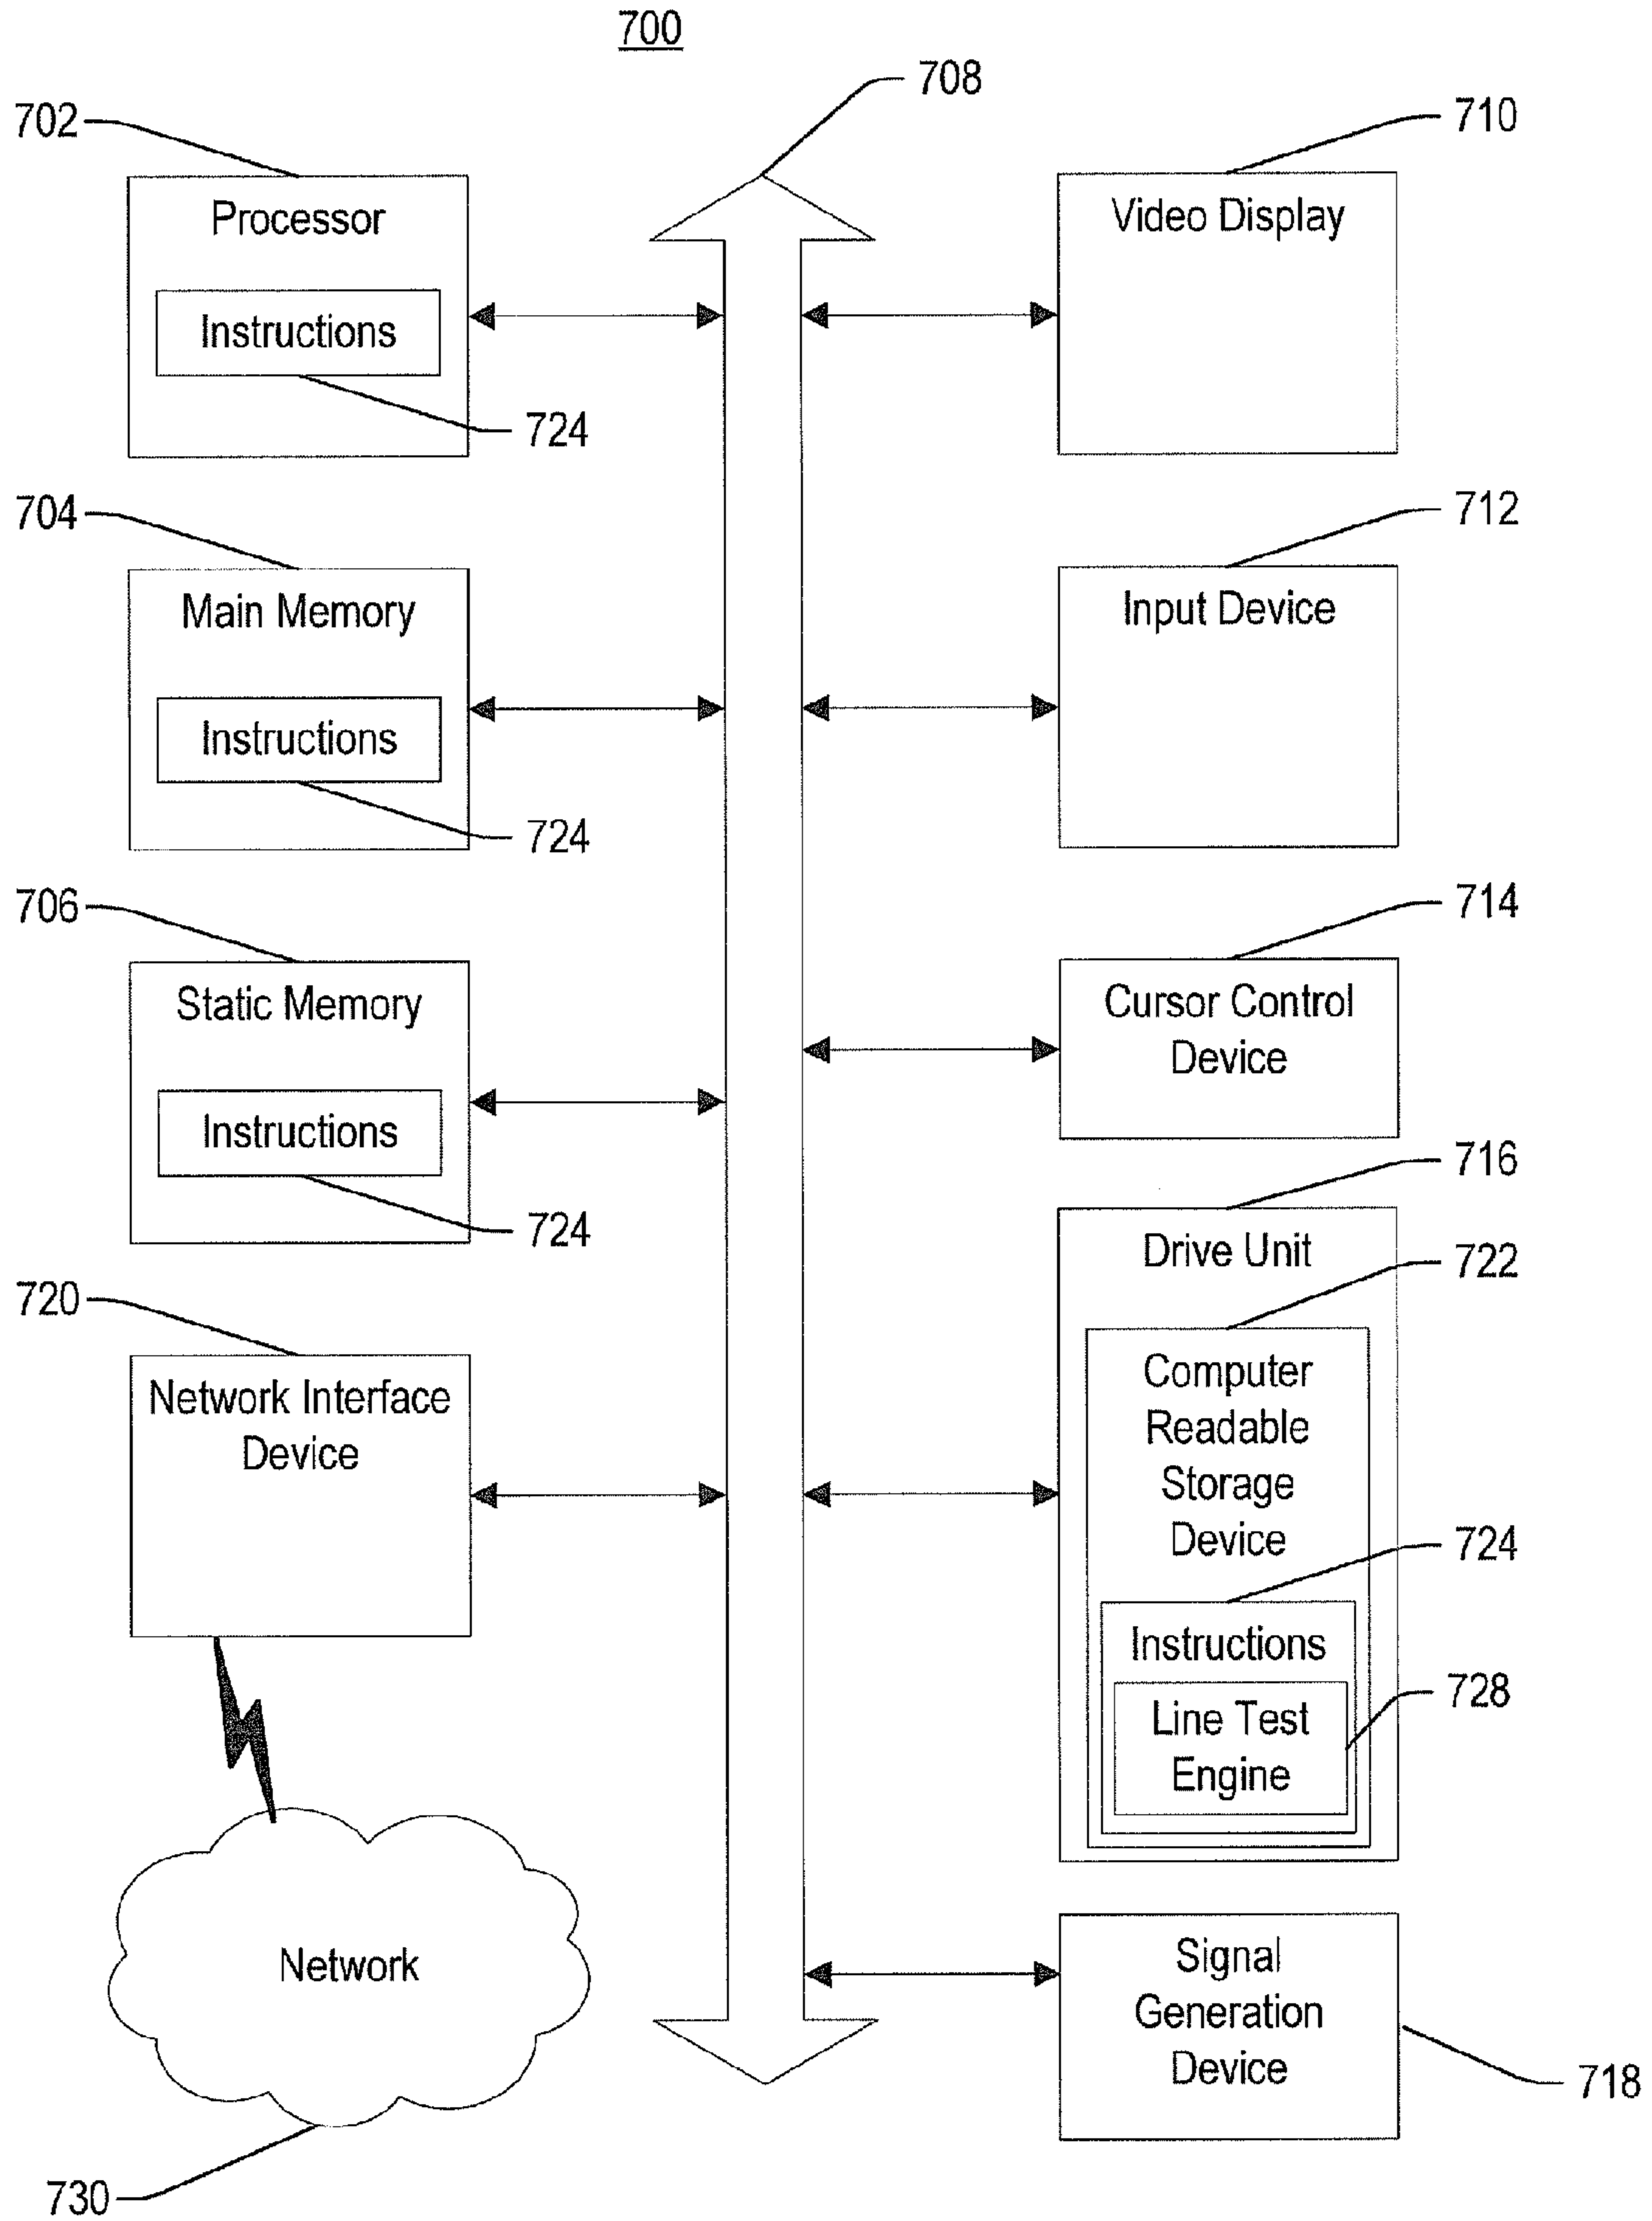 700
708
702
Processor
Instructions
724
704
Main Memory
Instructions
724
706
Static Memory
Instructions
724
720
Network Interface
Device
Network
730
710
Video Display
712
Input Device
714
Cursor Control
Device
716
Drive Unit
722
Computer
Readable
Storage
Device
724
Instructions
728
Line Test
Engine
Signal
Generation
Device
718